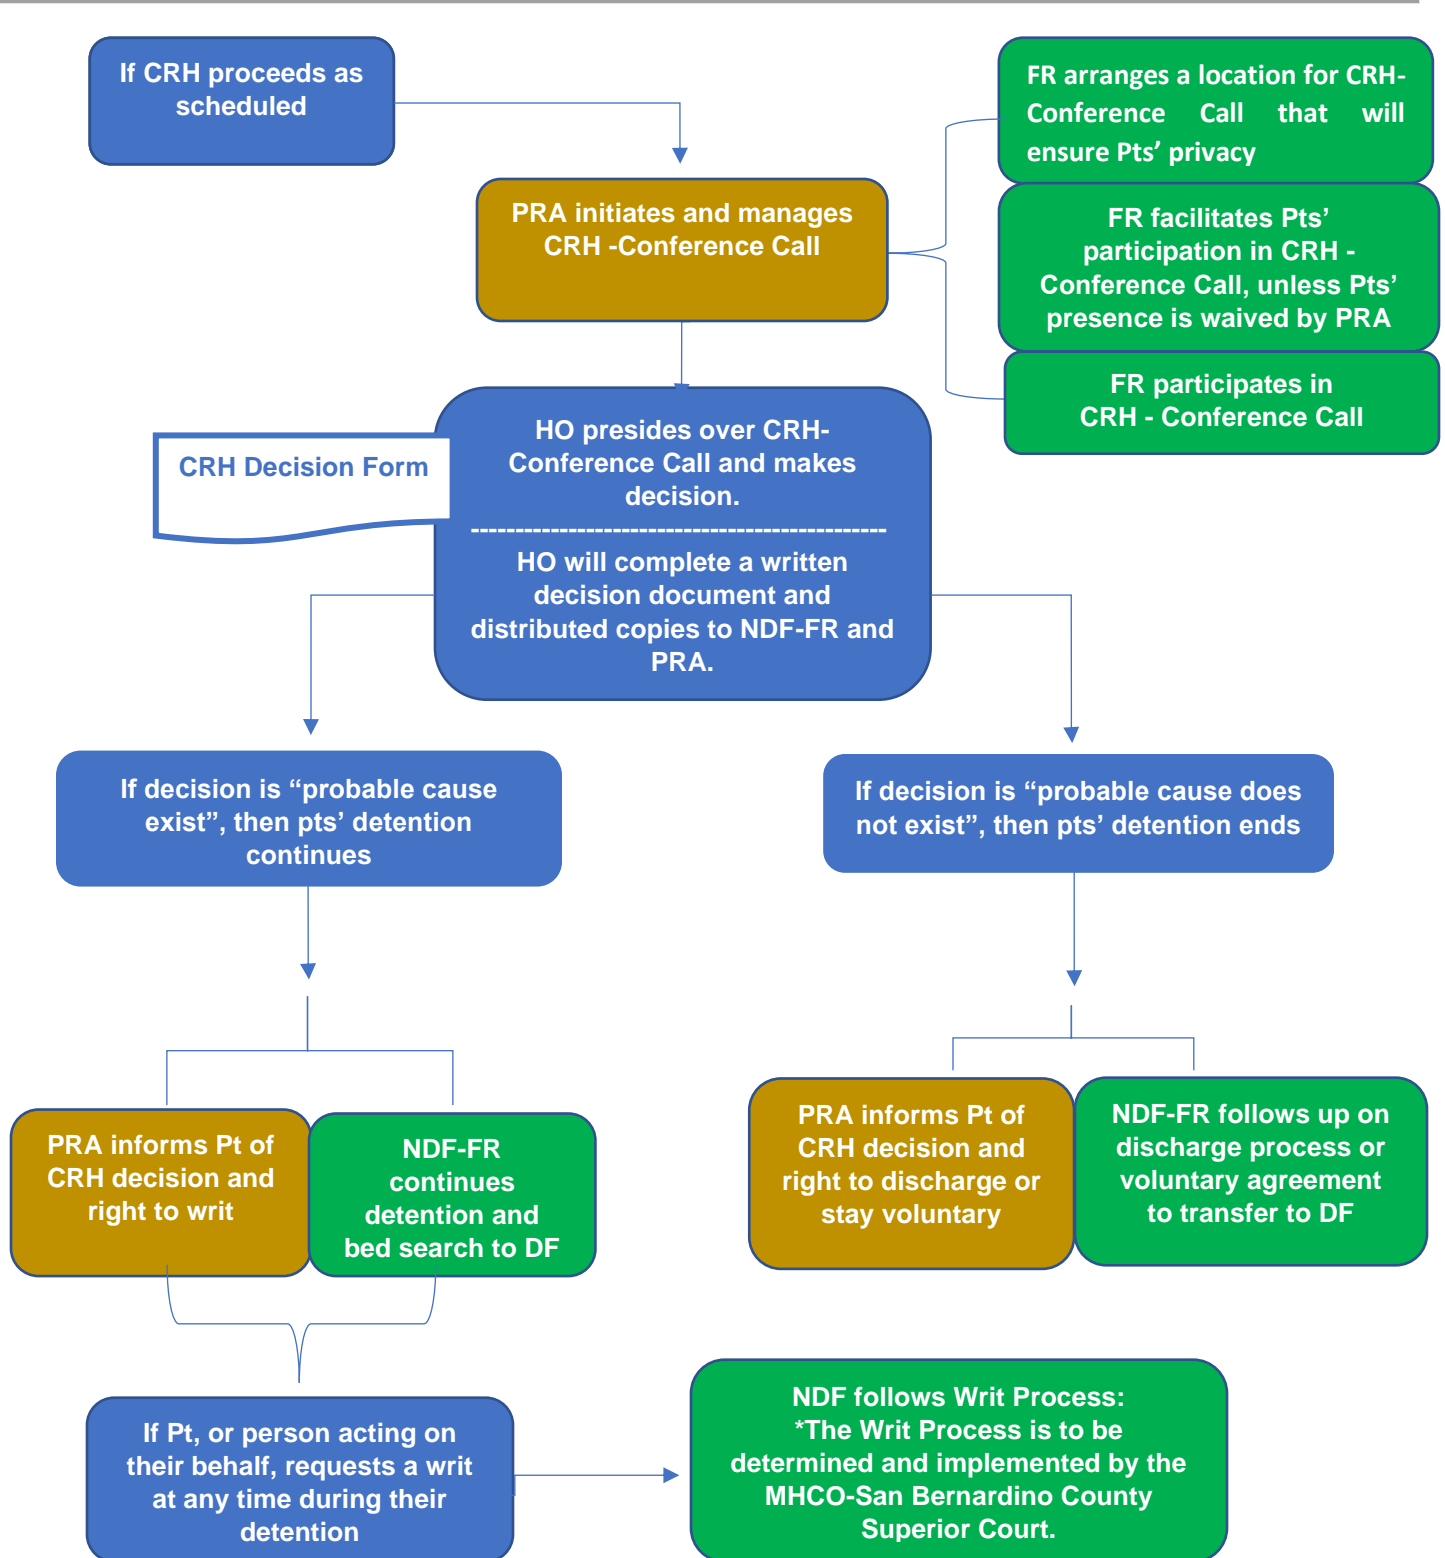 If CRH proceeds as
scheduled
FR arranges a location for CRH-
Conference Call that will
ensure Pts’ privacy
PRA initiates and manages
CRH -Conference Call
FR facilitates Pts’
participation in CRH -
Conference Call, unless Pts’
presence is waived by PRA
FR participates in
CRH - Conference Call
CRH Decision Form
HO presides over CRH-
Conference Call and makes
decision.
-----------------------------------------------
HO will complete a written
decision document and
distributed copies to NDF-FR and
PRA.
If decision is “probable cause
exist”, then pts’ detention
continues
If decision is “probable cause does
not exist”, then pts’ detention ends
PRA informs Pt of
CRH decision and
right to writ
NDF-FR
continues
detention and
bed search to DF
PRA informs Pt of
CRH decision and
right to discharge or
stay voluntary
NDF-FR follows up on
discharge process or
voluntary agreement
to transfer to DF
If Pt, or person acting on
their behalf, requests a writ
at any time during their
detention
NDF follows Writ Process:
*The Writ Process is to be
determined and implemented by the
MHCO-San Bernardino County
Superior Court.